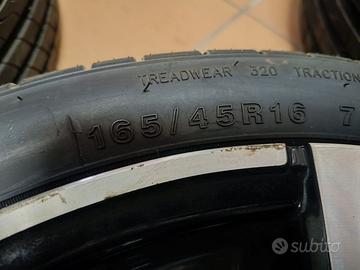 TREADWEAR 320 TRACTION
165/45R16 7
subito